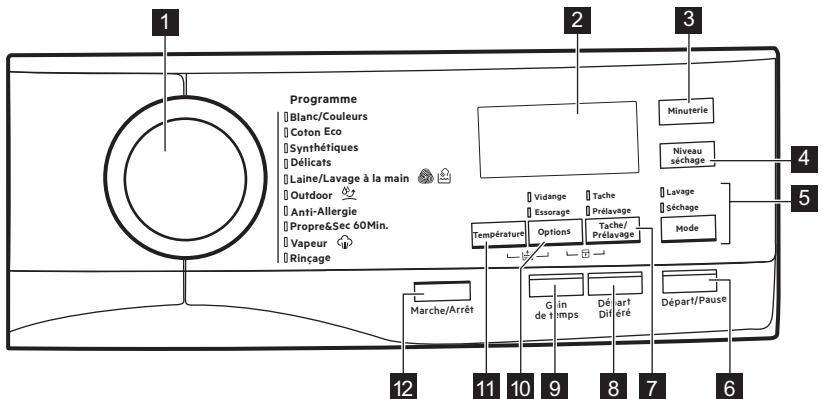 1
2
3
Programme
Blanc/Couleurs
Coton Eco
Synthétiques
Délicats
Laine/Lavage à la main
Outdoor
Anti-Allergie
Propre&Sec 60Min.
Vapeur
Rinçage
Minuterie
Niveau
séchage
4
Vidange
Essorage
Tache
Prélavage
Lavage
Séchage
5
Température
Options
Tache/
Prélavage
Mode
Marche/Arrêt
Gain
de temps
Départ
Différé
Départ/Pause
12
11
10
9
8
7
6